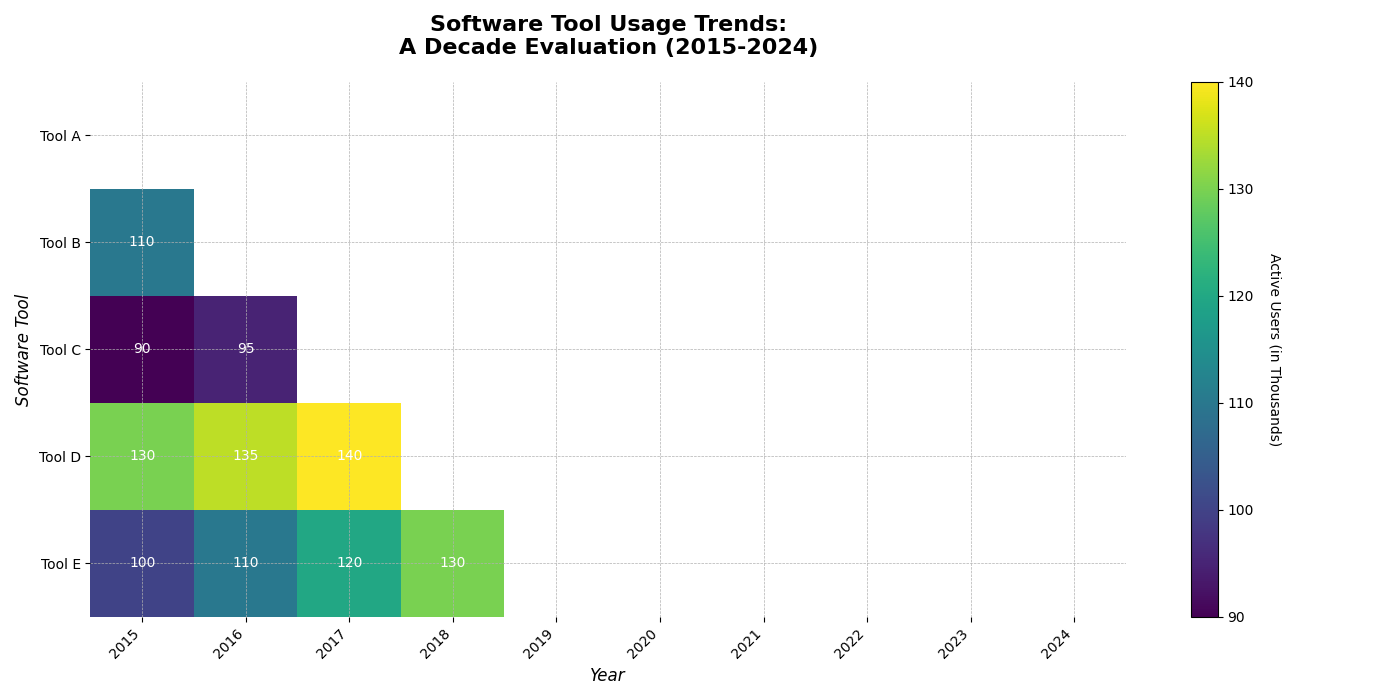 Software Tool Usage Trends:
A Decade Evaluation (2015-2024)
Tool A
Tool B
Tool C
Tool D
Tool E
Software Tool
110
90 95
130 135 140
100 110 120 130
2015 2016 2017 2018 2019 2020 2021 2022 2023 2024
Year
140
130
120
110
100
90
Active Users (in Thousands)